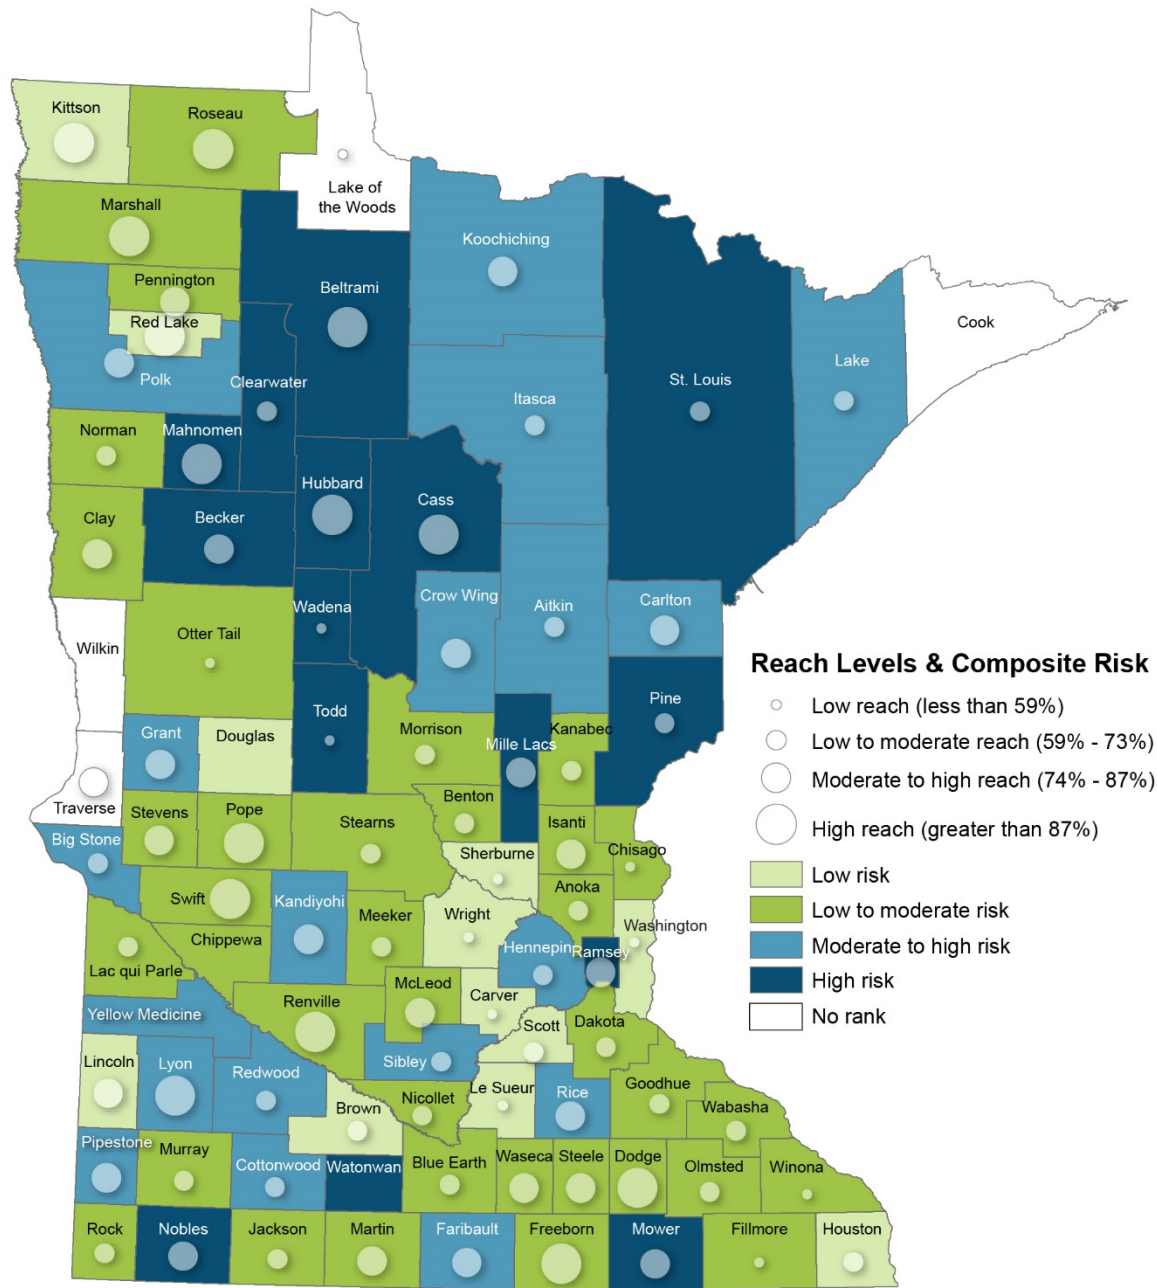 Kittson
Roseau
Lake of
the Woods
Marshall
Koochiching
Pennington
Beltrami
Red Lake
Cook
Lake
St. Louis
Polk
Clearwater
Itasca
Norman
Mahnomen
Hubbard
Cass
Clay
Becker
Crow Wing
Aitkin
Carlton
Wadena
Wilkin
Otter Tail
Pine
Todd
Morrison
Kanabec
Grant
Douglas
Mille Lacs
Traverse
Benton
Stevens
Pope
Stearns
Isanti
Big Stone
Sherburne
Chisago
Anoka
Swift
Kandiyohi
Meeker
Wright
Washington
Chippewa
Hennepin
Ramsey
Lac qui Parle
McLeod
Carver
Renville
Yellow Medicine
Scott
Dakota
Lincoln
Lyon
Redwood
Sibley
Le Sueur
Rice
Goodhue
Nicollet
Brown
Wabasha
Pipestone
Murray
Cottonwood
Watonwan
Blue Earth
Waseca
Steele
Dodge
Olmsted
Winona
Rock
Nobles
Jackson
Martin
Faribault
Freeborn
Mower
Fillmore
Houston
Reach Levels & Composite Risk
Low reach (less than 59%)
Low to moderate reach (59% - 73%)
Moderate to high reach (74% - 87%)
High reach (greater than 87%)
Low risk
Low to moderate risk
Moderate to high risk
High risk
No rank